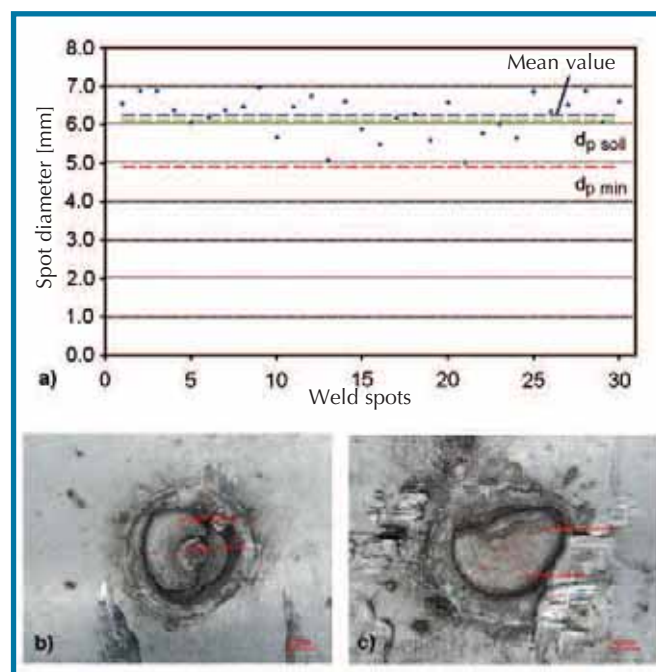 8.0
7.0
6.0
5.0
4.0
3.0
2.0
1.0
0.0
Spot diameter [mm]
Mean value
dp soll
dp min
a)
0 5 10 15 20 25 30
Weld spots
b)
c)